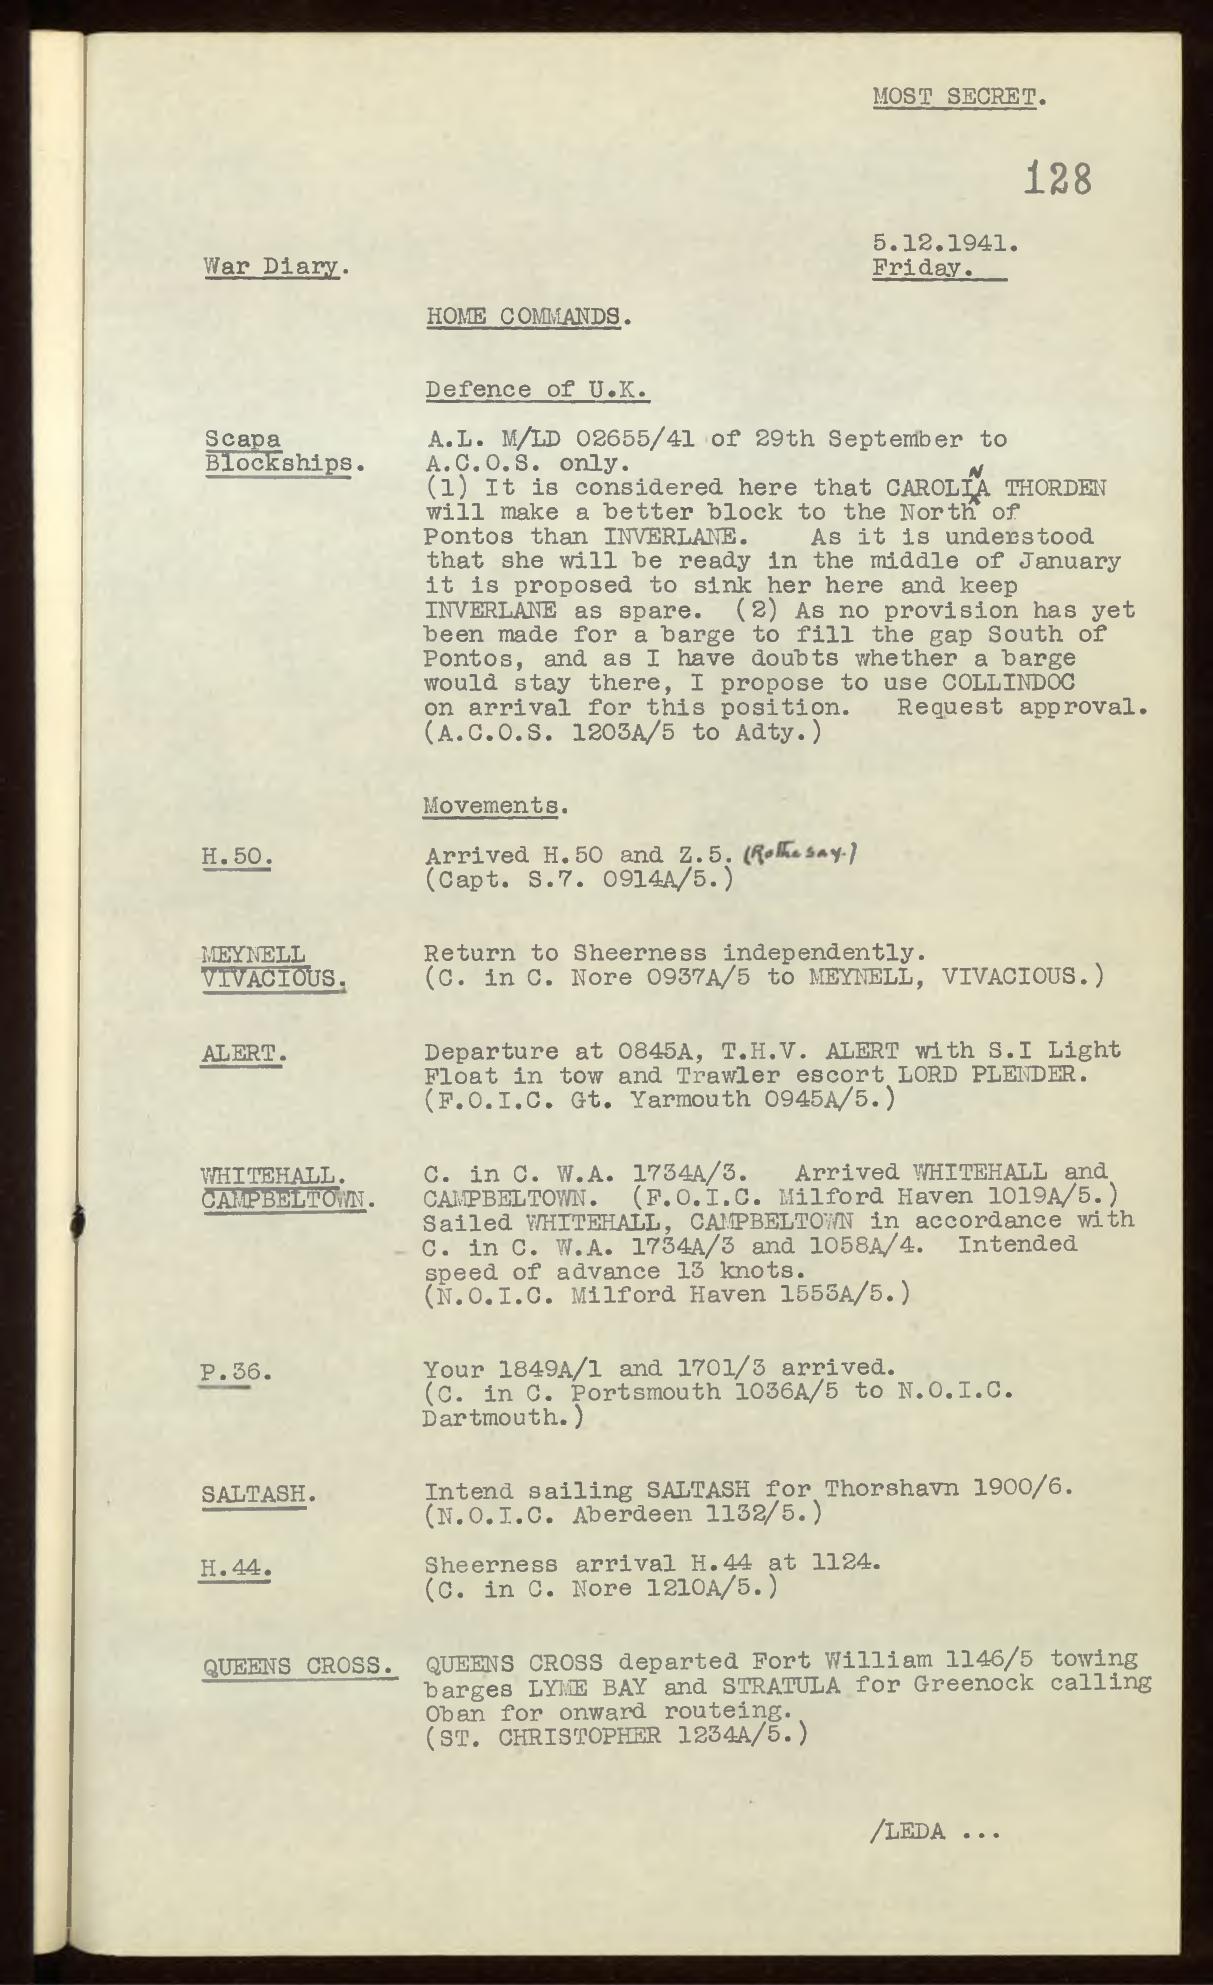 MOST SECRET.
128
5.12.1941.
War Diary.
Friday.
HOME COMMANDS.
Defence of U.K.
Scapa
Blockships.
A.L. M/LD 02655/41 of 29th September to
A.C.O.S. only.
(1) It is considered here that CAROLINA THORDEN
will make a better block to the North of
Pontos than INVERLANE. As it is understood
that she will be ready in the middle of January
it is proposed to sink her here and keep
INVERLANE as spare. (2) As no provision has yet
been made for a barge to fill the gap South of
Pontos, and as I have doubts whether a barge
would stay there, I propose to use COLLINDOC
on arrival for this position. Request approval.
(A.C.O.S. 1203A/5 to Adty.)
Movements.
H.50.
Arrived H.50 and Z.5. (Rothesay.)
(Capt. S.7. 0914A/5.)
MEYNELL
VIVACIOUS.
Return to Sheerness independently.
(C. in C. Nore 0937A/5 to MEYNELL, VIVACIOUS.)
ALERT.
Departure at 0845A, T.H.V. ALERT with S.I Light
Float in tow and Trawler escort LORD PLENDER.
(F.O.I.C. Gt. Yarmouth 0945A/5.)
WHITEHALL.
CAMPBELTOWN.
C. in C. W.A. 1734A/3. Arrived WHITEHALL and
CAMPBELTOWN. (F.O.I.C. Milford Haven 1019A/5.)
Sailed WHITEHALL, CAMPBELTOWN in accordance with
C. in C. W.A. 1734A/3 and 1058A/4. Intended
speed of advance 13 knots.
(N.O.I.C. Milford Haven 1553A/5.)
P.36.
Your 1849A/1 and 1701/3 arrived.
(C. in C. Portsmouth 1036A/5 to N.O.I.C.
Dartmouth.)
SALTASH.
Intend sailing SALTASH for Thorshavn 1900/6.
(N.O.I.C. Aberdeen 1132/5.)
H.44.
Sheerness arrival H.44 at 1124.
(C. in C. Nore 1210A/5.)
QUEENS CROSS.
QUEENS CROSS departed Fort William 1146/5 towing
barges LYME BAY and STRATULA for Greenock calling
Oban for onward routeing.
(ST. CHRISTOPHER 1234A/5.)
/LEDA ...